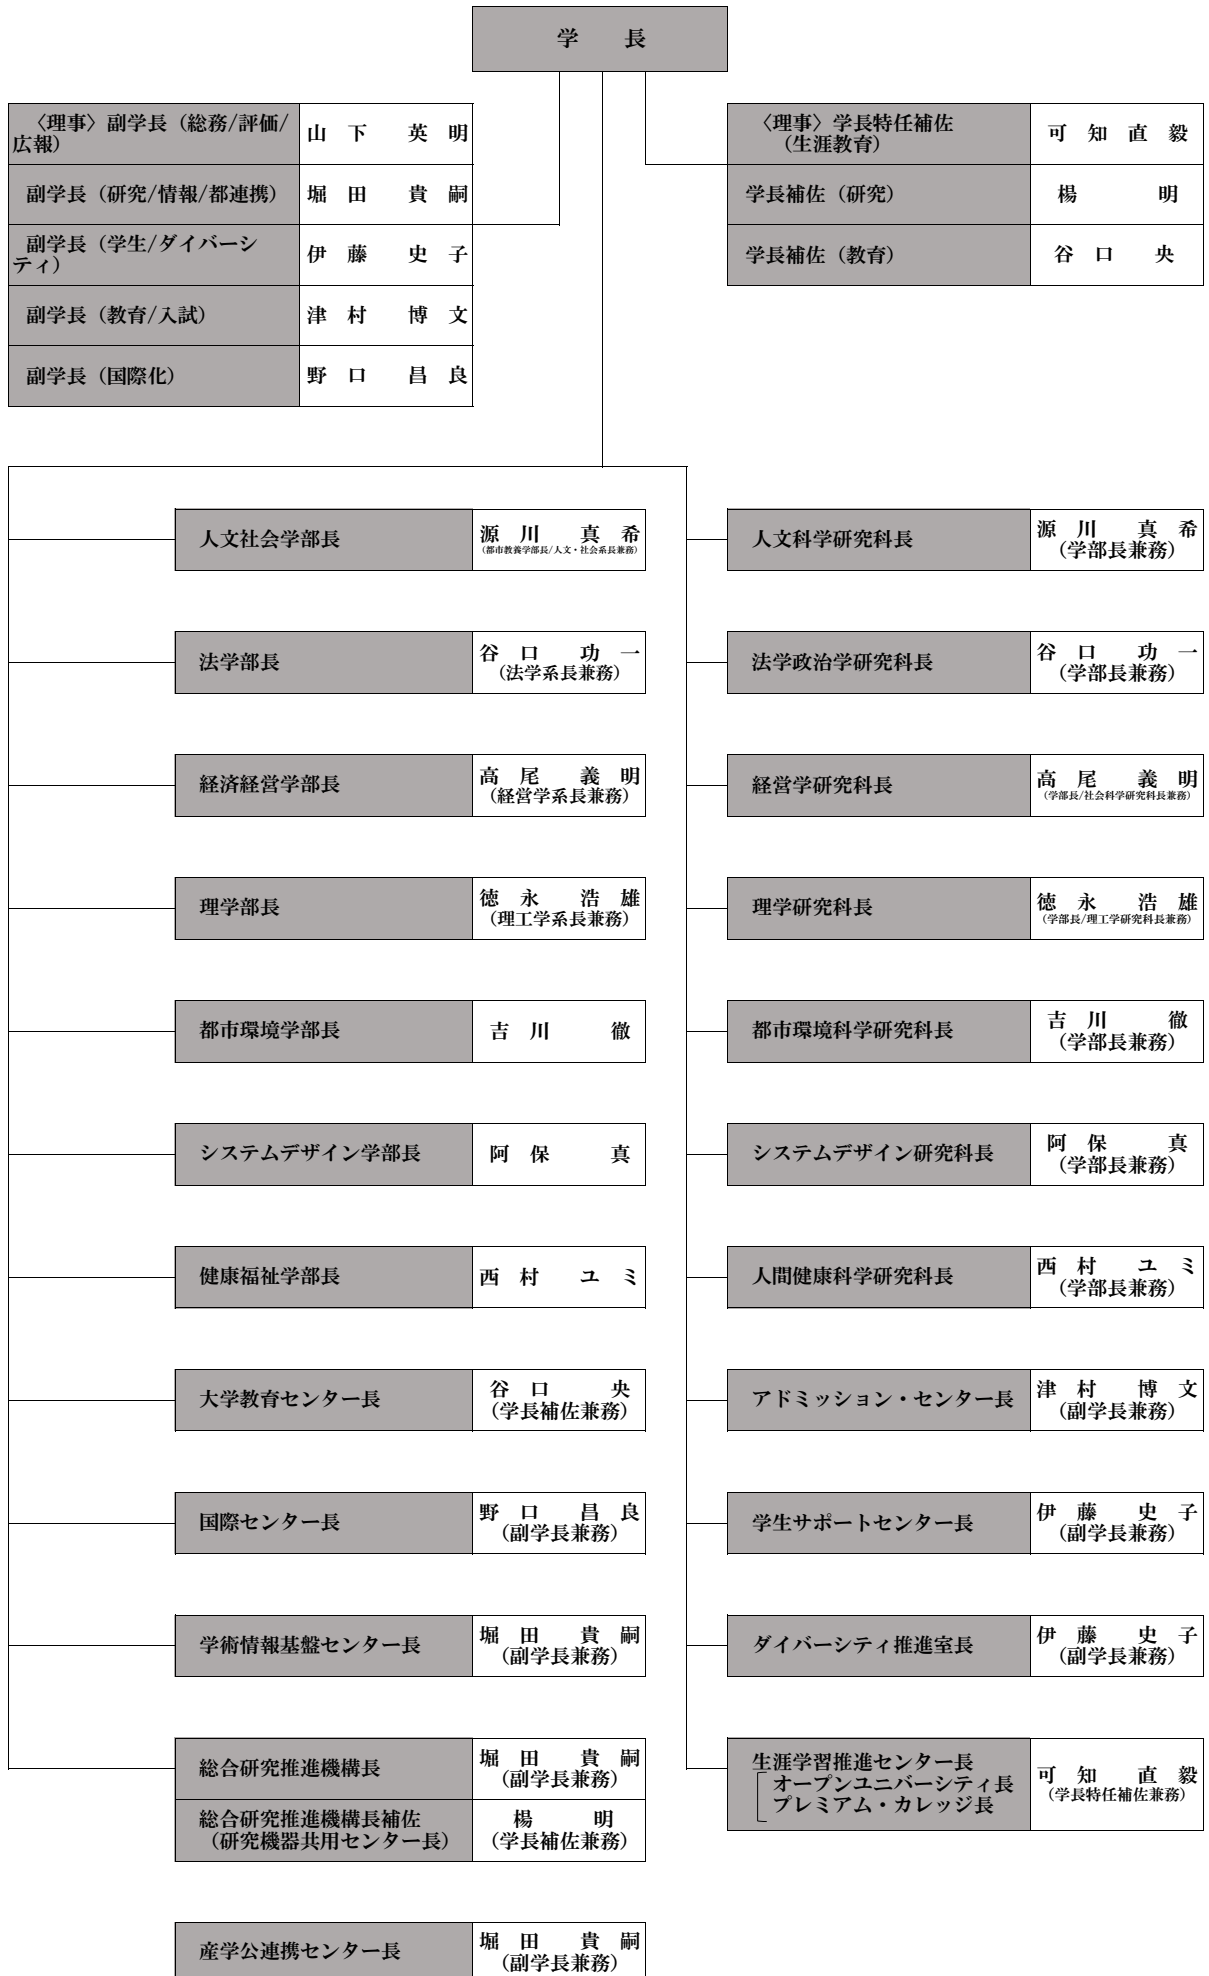 学　長
〈理事〉副学長（総務/評価/
広報）
山下　英明
副学長（研究/情報/都連携）
堀田　貴嗣
副学長（学生/ダイバーシ
ティ）
伊藤　史子
副学長（教育/入試）
津村　博文
副学長（国際化）
野口　昌良
〈理事〉学長特任補佐
（生涯教育）
可知直毅
学長補佐（研究）
楊　明
学長補佐（教育）
谷口　央
人文社会学部長
源川　真希
（都市教養学部長/人文・社会系長兼務）
人文科学研究科長
源川　真希
（学部長兼務）
法学部長
谷口　功一
（法学系長兼務）
法学政治学研究科長
谷口　功一
（学部長兼務）
経済経営学部長
高尾　義明
（経営学系長兼務）
経営学研究科長
高尾　義明
（学部長/社会科学研究科長兼務）
理学部長
徳永　浩雄
（理工学系長兼務）
理学研究科長
徳永　浩雄
（学部長/理工学研究科長兼務）
都市環境学部長
吉川　徹
都市環境科学研究科長
吉川　徹
（学部長兼務）
システムデザイン学部長
阿保　真
システムデザイン研究科長
阿保　真
（学部長兼務）
健康福祉学部長
西村　ユミ
人間健康科学研究科長
西村　ユミ
（学部長兼務）
大学教育センター長
谷口　央
（学長補佐兼務）
アドミッション・センター長
津村　博文
（副学長兼務）
国際センター長
野口　昌良
（副学長兼務）
学生サポートセンター長
伊藤　史子
（副学長兼務）
学術情報基盤センター長
堀田　貴嗣
（副学長兼務）
ダイバーシティ推進室長
伊藤　史子
（副学長兼務）
総合研究推進機構長
堀田　貴嗣
（副学長兼務）
総合研究推進機構長補佐
（研究機器共用センター長）
楊　明
（学長補佐兼務）
生涯学習推進センター長
オープンユニバーシティ長
プレミアム・カレッジ長
可知　直毅
（学長特任補佐兼務）
産学公連携センター長
堀田　貴嗣
（副学長兼務）